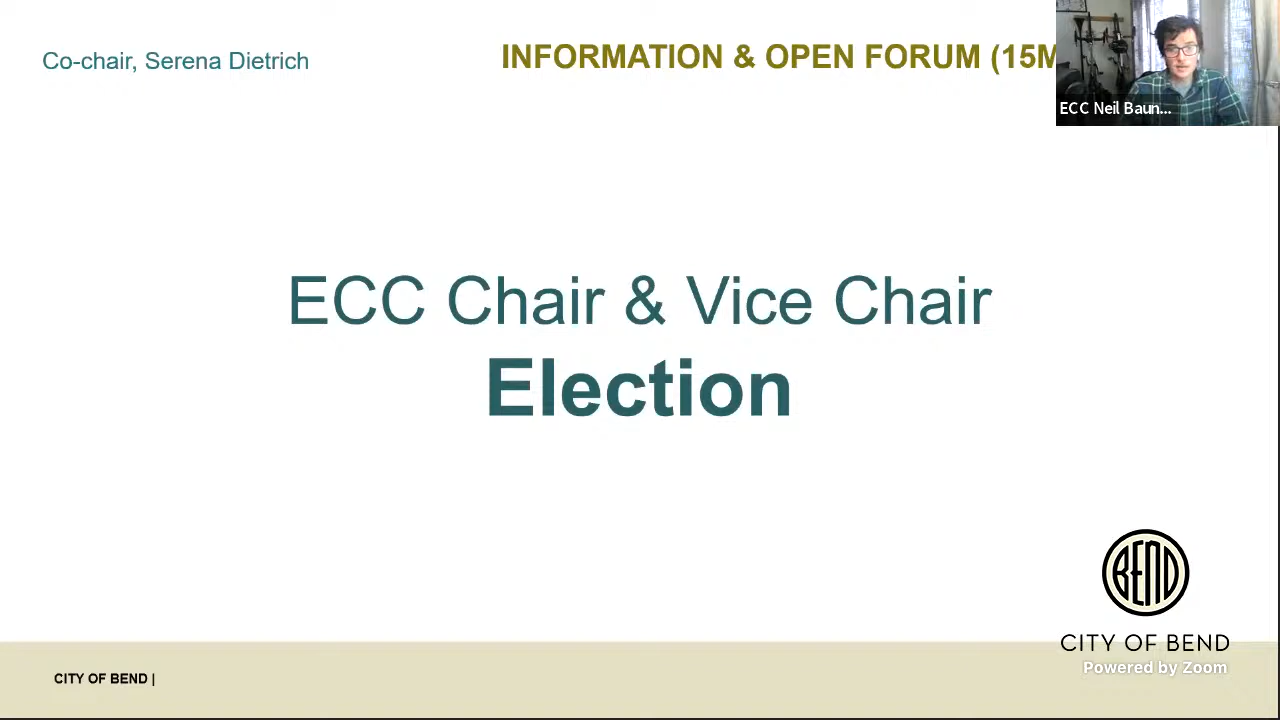 Co-chair, Serena Dietrich
INFORMATION & OPEN FORUM (15M
ECC Neil Baun...
ECC Chair & Vice Chair
Election
BEND
CITY OF BEND
Powered by Zoom
CITY OF BEND |